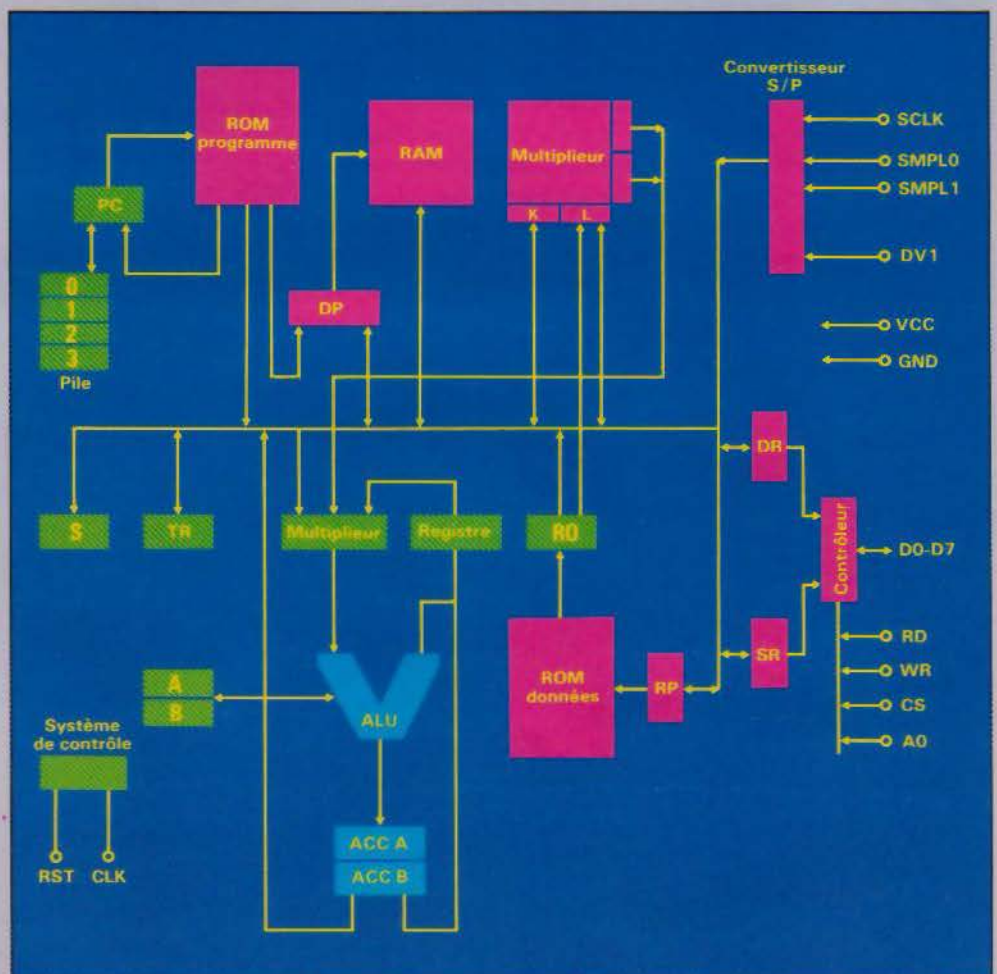 Convertisseur
S / P
ROM
programme
RAM
Multiplieur
K
L
SCLK
SMPL0
SMPL1
DV1
PC
0
1
2
3
Pile
DP
VCC
GND
DR
S
TR
Multiplieur
Registre
RO
Contrôleur
D0-D7
ROM
données
RP
SR
RD
WR
CS
A0
A
B
ALU
Système
de contrôle
ACC A
ACC B
RST
CLK